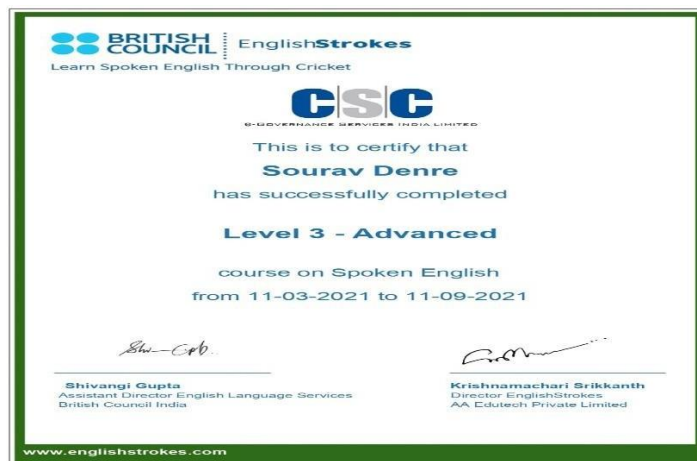 BRITISH COUNCIL EnglishStrokes
Learn Spoken English Through Cricket
CSC
E-GOVERNANCE SERVICES INDIA LIMITED
This is to certify that
Sourav Denre
has successfully completed
Level 3 - Advanced
course on Spoken English
from 11-03-2021 to 11-09-2021
Shivangi Gupta
Assistant Director English Language Services
British Council India
Krishnamachari Srikkanth
Director EnglishStrokes
AA Edutech Private Limited
www.englishstrokes.com